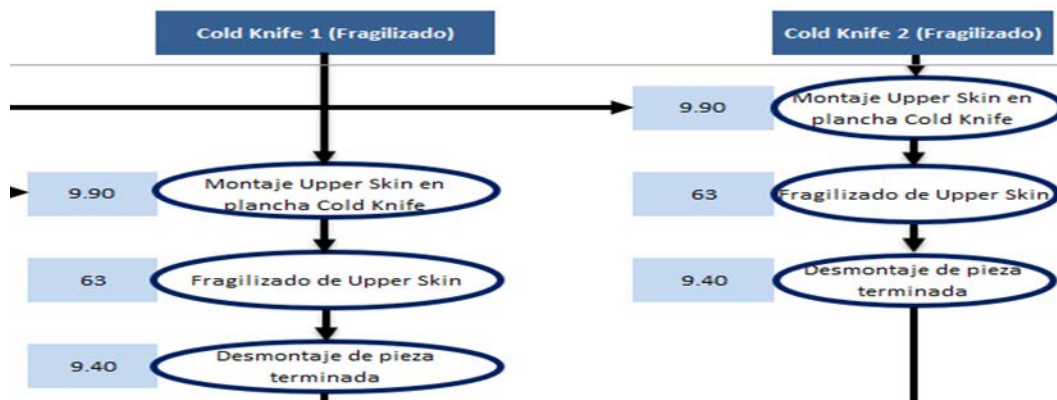 Cold Knife 1 (Fragilizado)
9.90
Montaje Upper Skin en
plancha Cold Knife
63
Fragilizado de Upper Skin
9.40
Desmontaje de pieza
terminada
Cold Knife 2 (Fragilizado)
9.90
Montaje Upper Skin en
plancha Cold Knife
63
Fragilizado de Upper Skin
9.40
Desmontaje de pieza
terminada